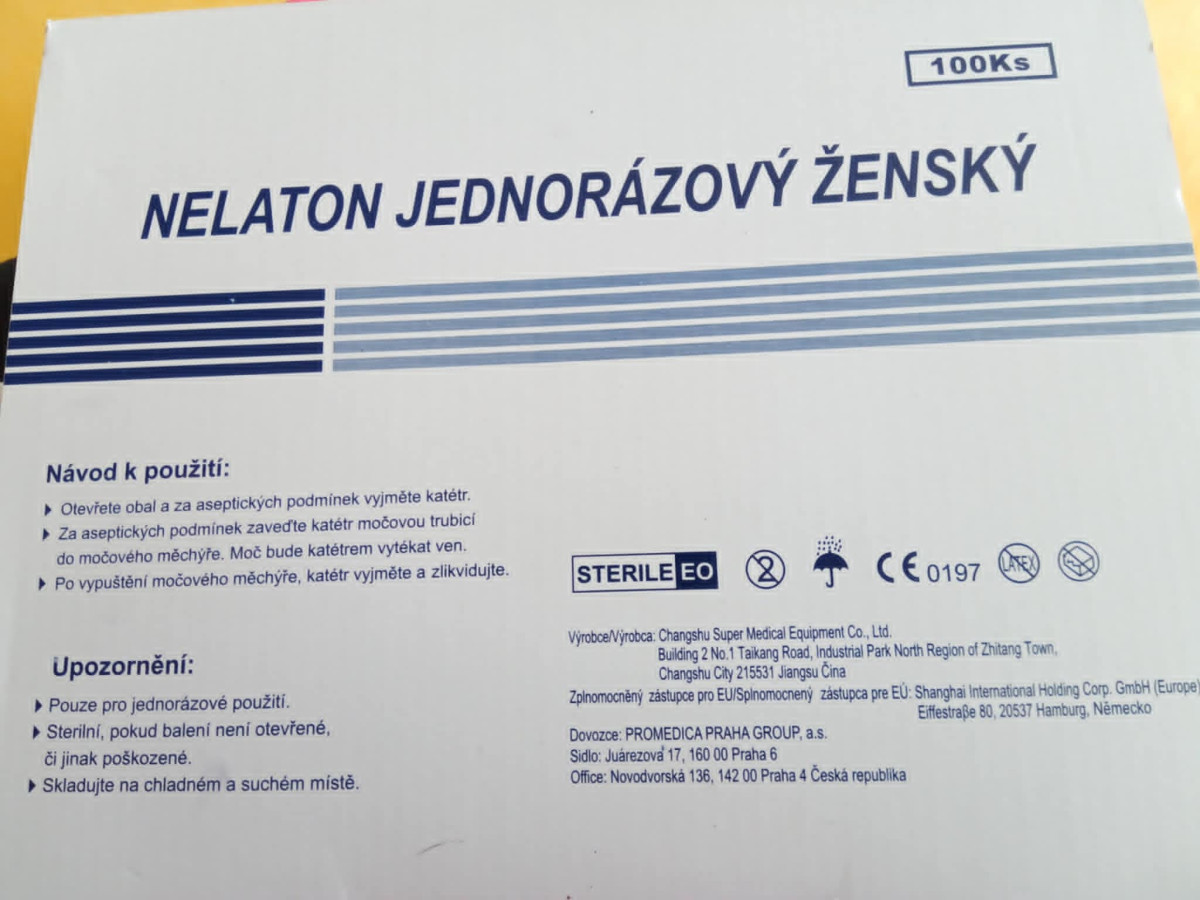 100Ks
NELATON JEDNORÁZOVÝ ŽENSKÝ
Návod k použití:
Otevřete obal a za aseptických podmínek vyjměte katétr.
Za aseptických podmínek zaveďte katétr močovou trubicí
do močového měchýře. Moč bude katétrem vytékat ven.
Po vypuštění močového měchýře, katétr vyjměte a zlikvidujte.
Upozornění:
Pouze pro jednorázové použití.
Sterilní, pokud balení není otevřené,
či jinak poškozené.
Skladujte na chladném a suchém místě.
STERILE EO
2
CE 0197
LATEX
Výrobce/Výrobca: Changshu Super Medical Equipment Co., Ltd.
Building 2 No.1 Taikang Road, Industrial Park North Region of Zhitang Town,
Changshu City 215531 Jiangsu Čina
Zplnomocněný zástupce pro EU/Splnomocnený zástupca pre EÚ: Shanghai International Holding Corp. GmbH (Europe)
Eiffestraße 80, 20537 Hamburg, Německo
Dovozce: PROMEDICA PRAHA GROUP, a.s.
Sidlo: Juárezova 17, 160 00 Praha 6
Office: Novodvorská 136, 142 00 Praha 4 Česká republika